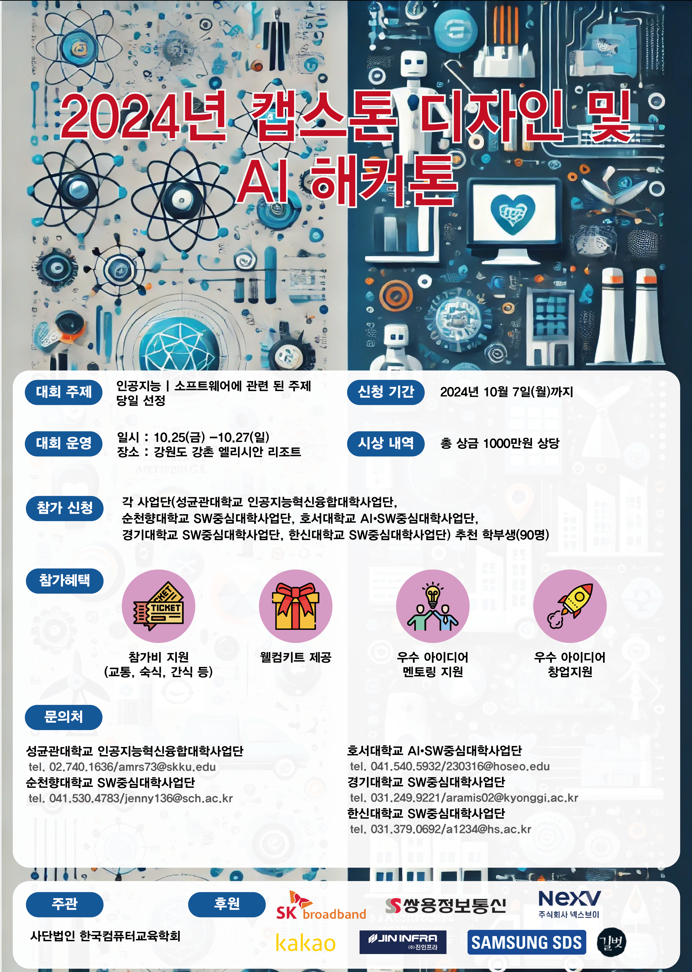 2024년 캡스톤 디자인 및
AI 해커톤
대회 주제
인공지능 | 소프트웨어에 관련 된 주제
당일 선정
신청 기간
2024년 10월 7일(월)까지
대회 운영
일시 : 10.25(금) –10.27(일)
장소 : 강원도 강촌 엘리시안 리조트
시상 내역
총 상금 1000만원 상당
참가 신청
각 사업단(성균관대학교 인공지능혁신융합대학사업단,
순천향대학교 SW중심대학사업단, 호서대학교 AI•SW중심대학사업단,
경기대학교 SW중심대학사업단, 한신대학교 SW중심대학사업단) 추천 학부생(90명)
참가혜택
TICKET
참가비 지원
(교통, 숙식, 간식 등)
웰컴키트 제공
우수 아이디어
멘토링 지원
우수 아이디어
창업지원
문의처
성균관대학교 인공지능혁신융합대학사업단
tel. 02.740.1636/amrs73@skku.edu
순천향대학교 SW중심대학사업단
tel. 041.530.4783/jenny136@sch.ac.kr
호서대학교 AI•SW중심대학사업단
tel. 041.540.5932/230316@hoseo.edu
경기대학교 SW중심대학사업단
tel. 031.249.9221/aramis02@kyonggi.ac.kr
한신대학교 SW중심대학사업단
tel. 031.379.0692/a1234@hs.ac.kr
주관
사단법인 한국컴퓨터교육학회
후원
SK broadband
쌍용정보통신
NexV
주식회사 넥스브이
kakao
JIN INFRA
(주)진인프라
SAMSUNG SDS
길벗